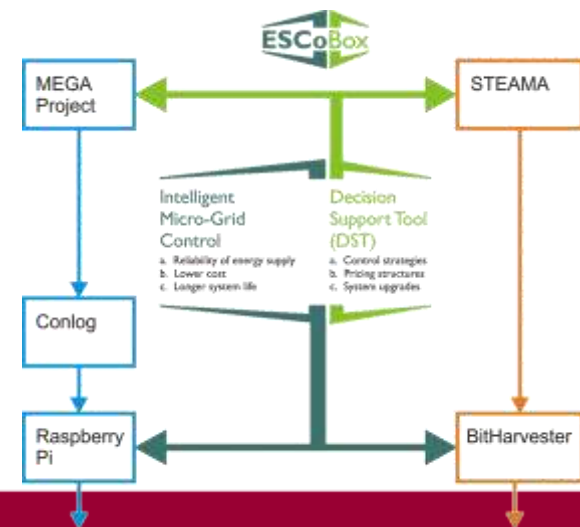 ESCoBox
MEGA
Project
STEAMA
Intelligent
Micro-Grid
Control
a. Reliability of energy supply
b. Lower cost
c. Longer system life
Decision
Support Tool
(DST)
a. Control strategies
b. Pricing structures
c. System upgrades
Conlog
Raspberry
Pi
BitHarvester